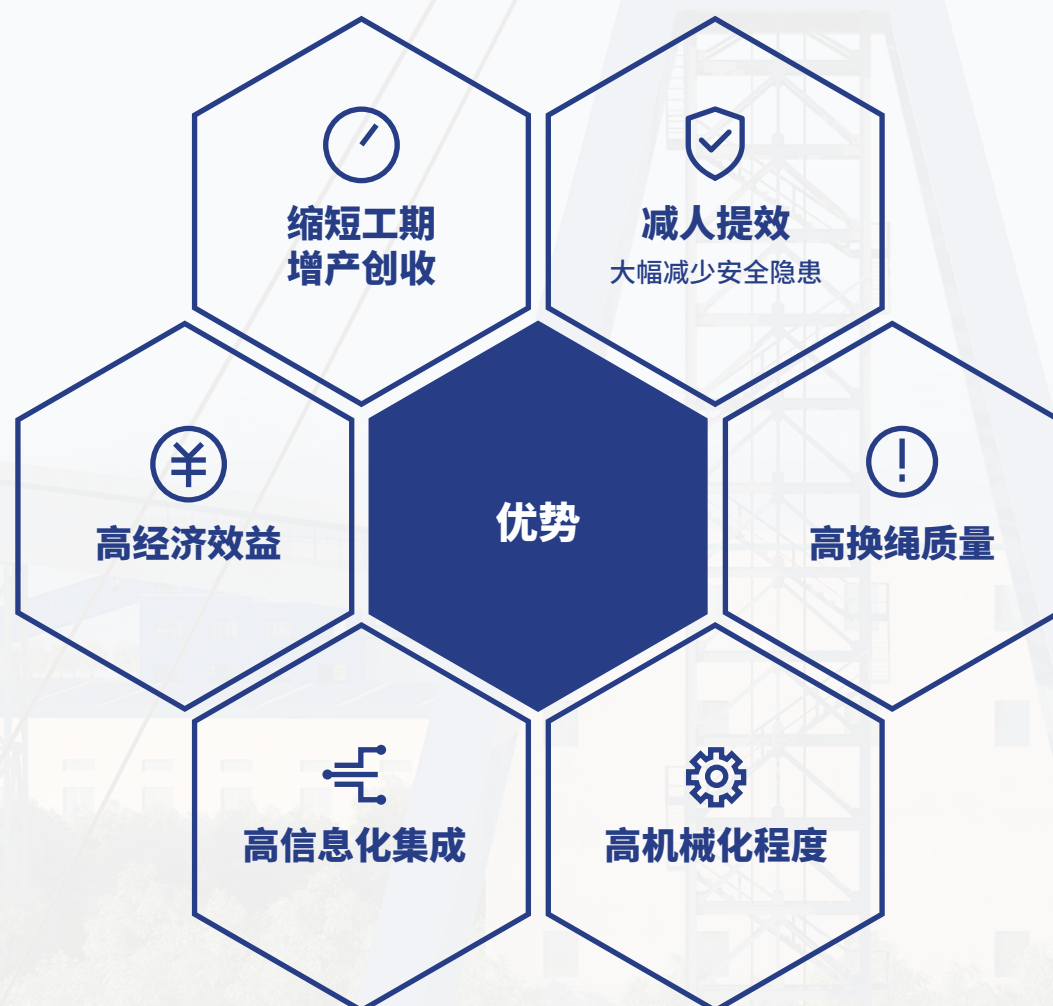 缩短工期
增产创收
减人提效
大幅减少安全隐患
高经济效益
优势
高换绳质量
高信息化集成
高机械化程度